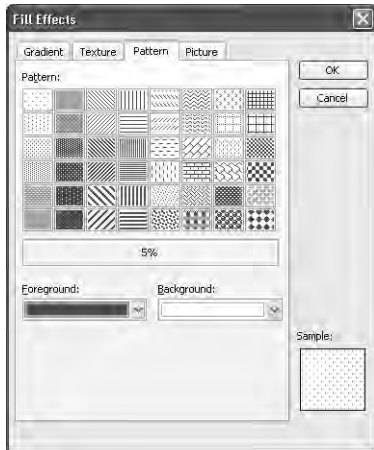 Fill Effects
Gradient Texture Pattern Picture
Pattern:
OK
Cancel
5%
Foreground: Background:
Sample: